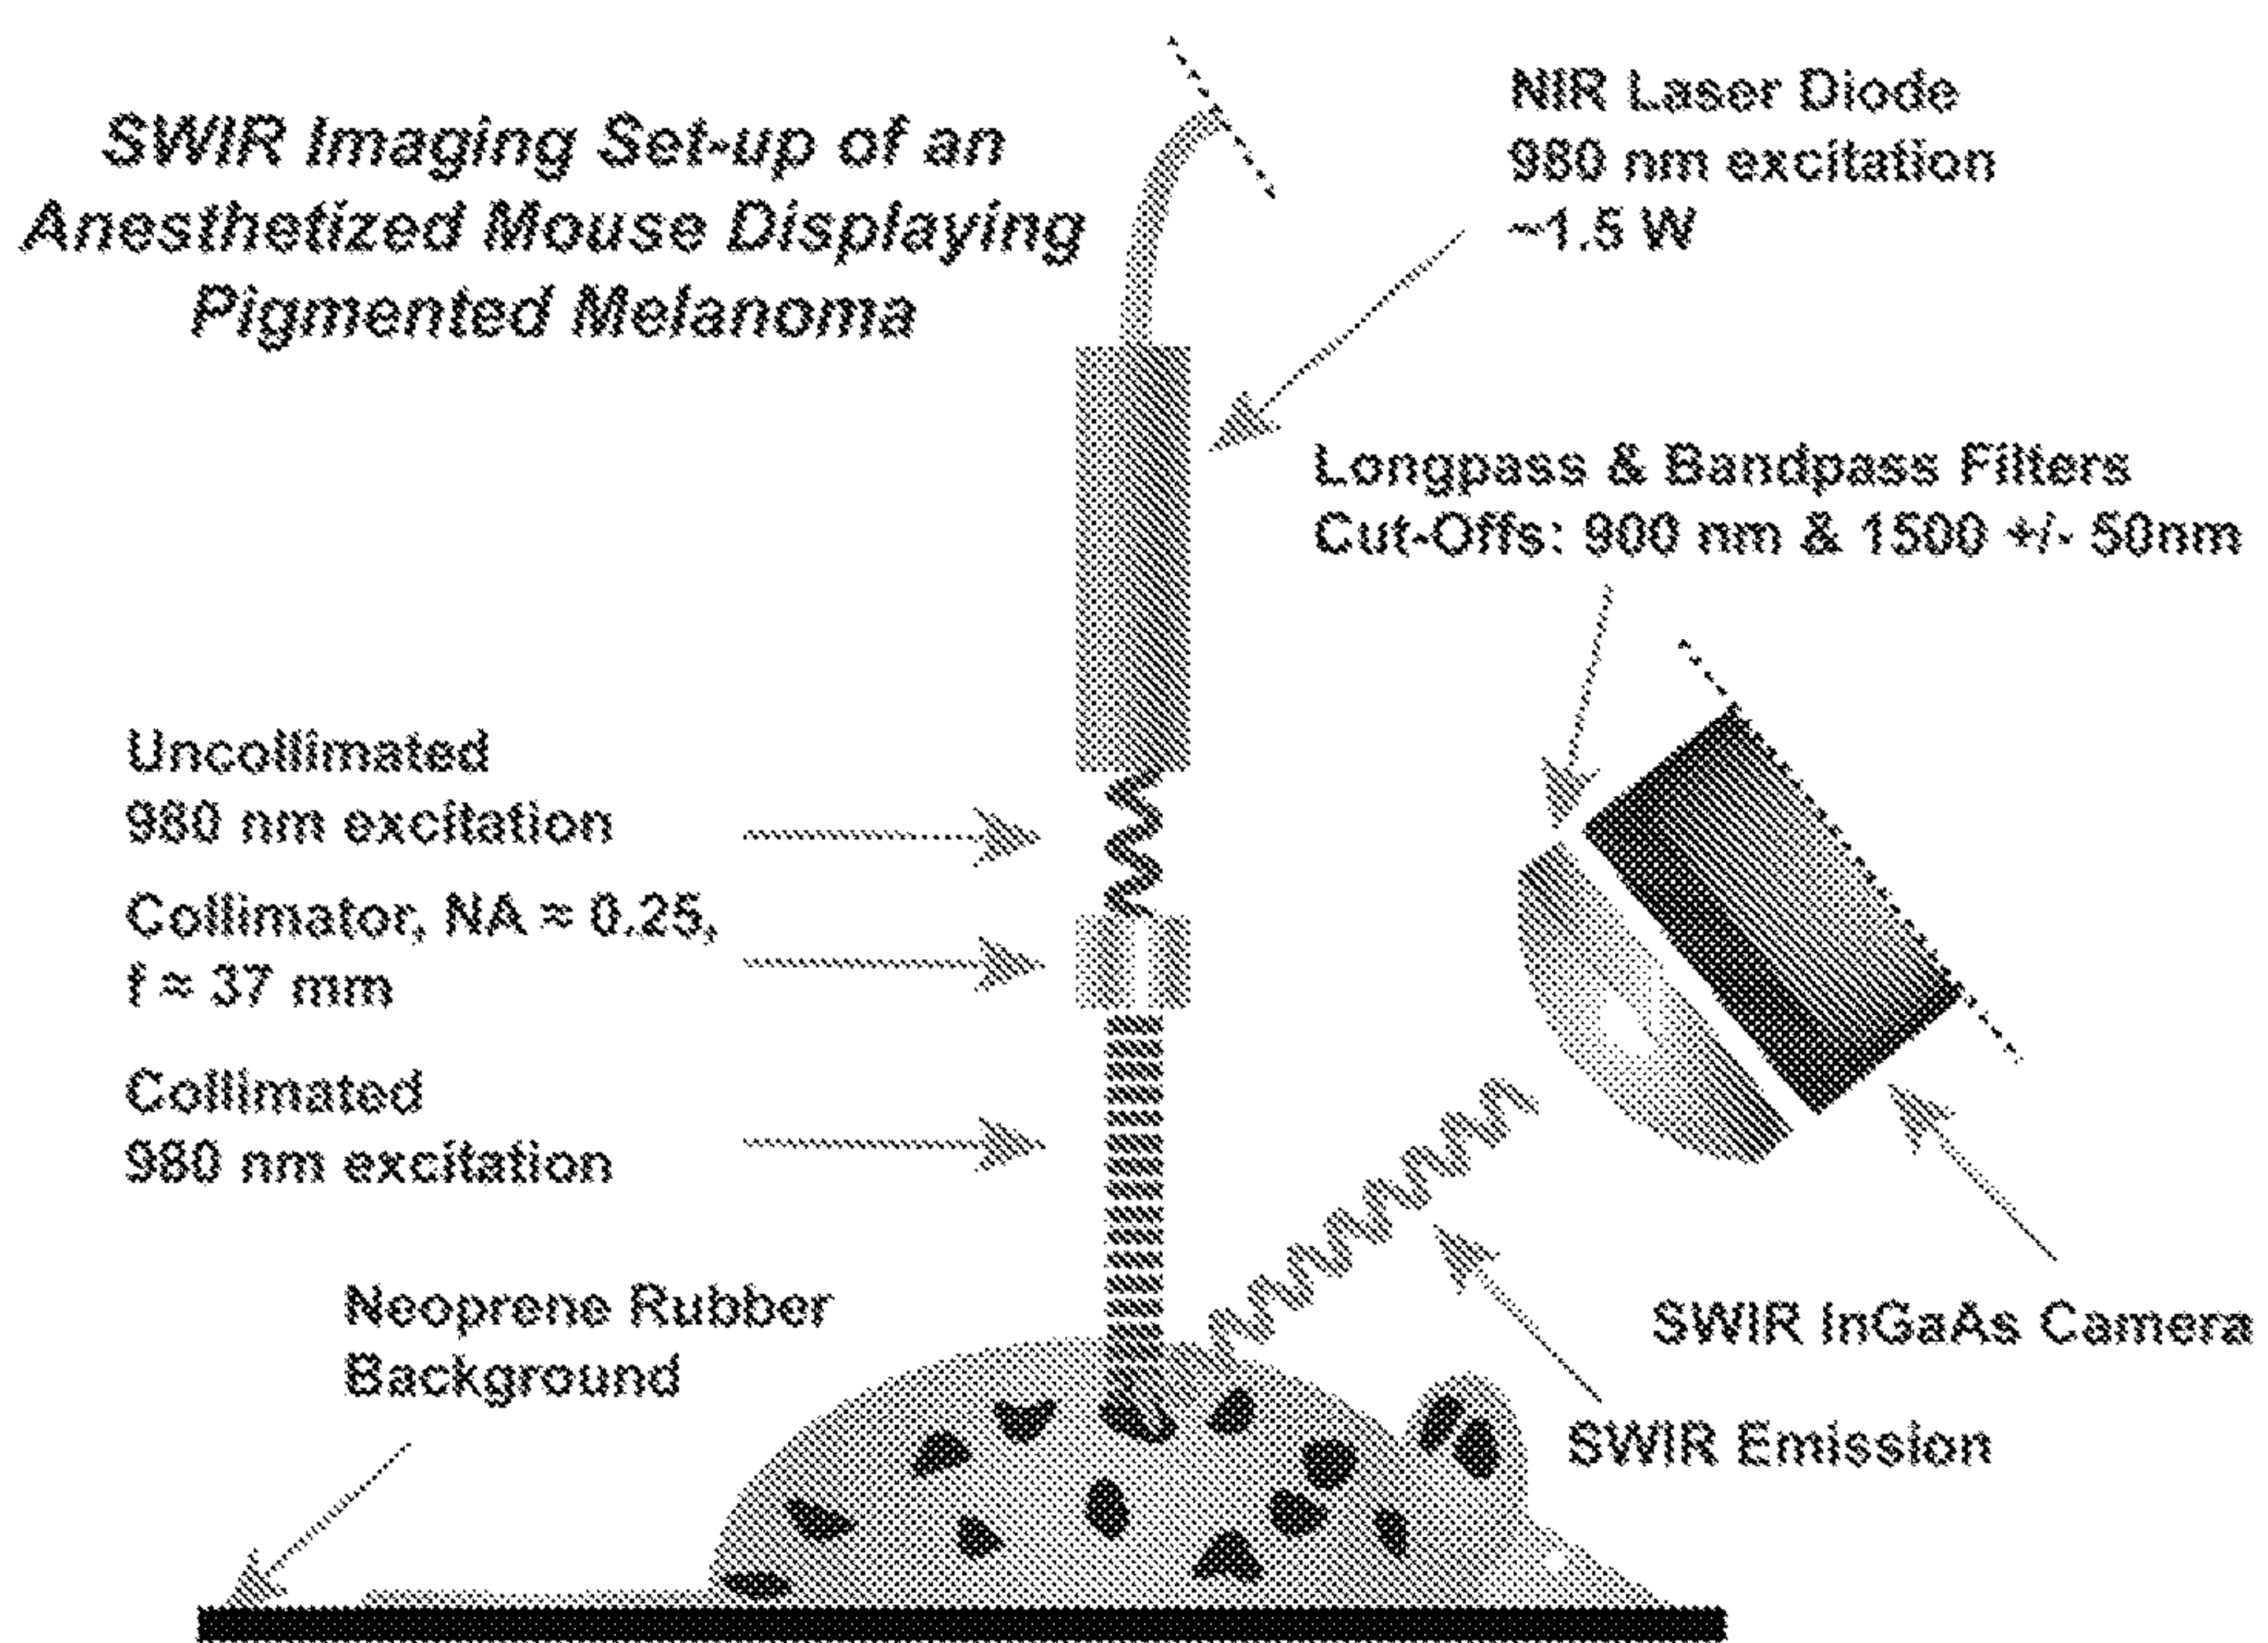 SWIR Imaging Set-up of an
Anesthetized Mouse Displaying
Pigmented Melanoma
NIR Laser Diode
980 nm excitation
~1.5 W
Longpass & Bandpass Filters
Cut-Offs: 900 nm & 1500 +/- 50nm
Uncollimated
980 nm excitation
Collimator, NA ≈ 0.25,
f ≈ 37 mm
Collimated
980 nm excitation
Neoprene Rubber
Background
SWIR InGaAs Camera
SWIR Emission